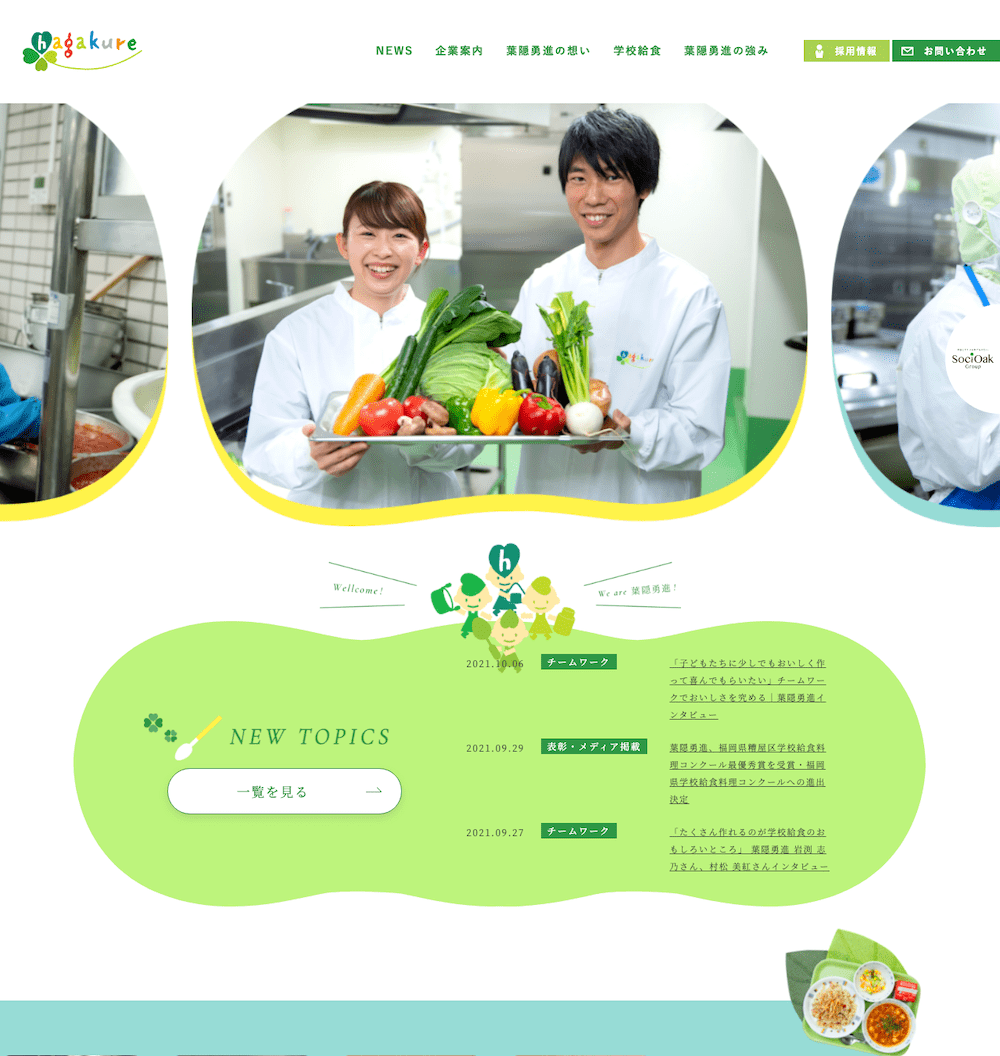 hagakure
NEWS 企業案内 葉隠勇進の想い 学校給食 葉隠勇進の強み 採用情報 お問い合わせ
hagakure
SociOak
Group
h
Wellcome!
We are 葉隠勇進!
NEW TOPICS
一覧を見る
2021.10.06 チームワーク
「子どもたちに少しでもおいしく作
って喜んでもらいたい」チームワー
クでおいしさを究める｜葉隠勇進イ
ンタビュー
2021.09.29 表彰・メディア掲載
葉隠勇進、福岡県糟屋区学校給食料
理コンクール最優秀賞を受賞・福岡
県学校給食料理コンクールへの進出
決定
2021.09.27 チームワーク
「たくさん作れるのが学校給食のお
もしろいところ」 葉隠勇進 岩渕 志
乃さん、村松 美紅さんインタビュー